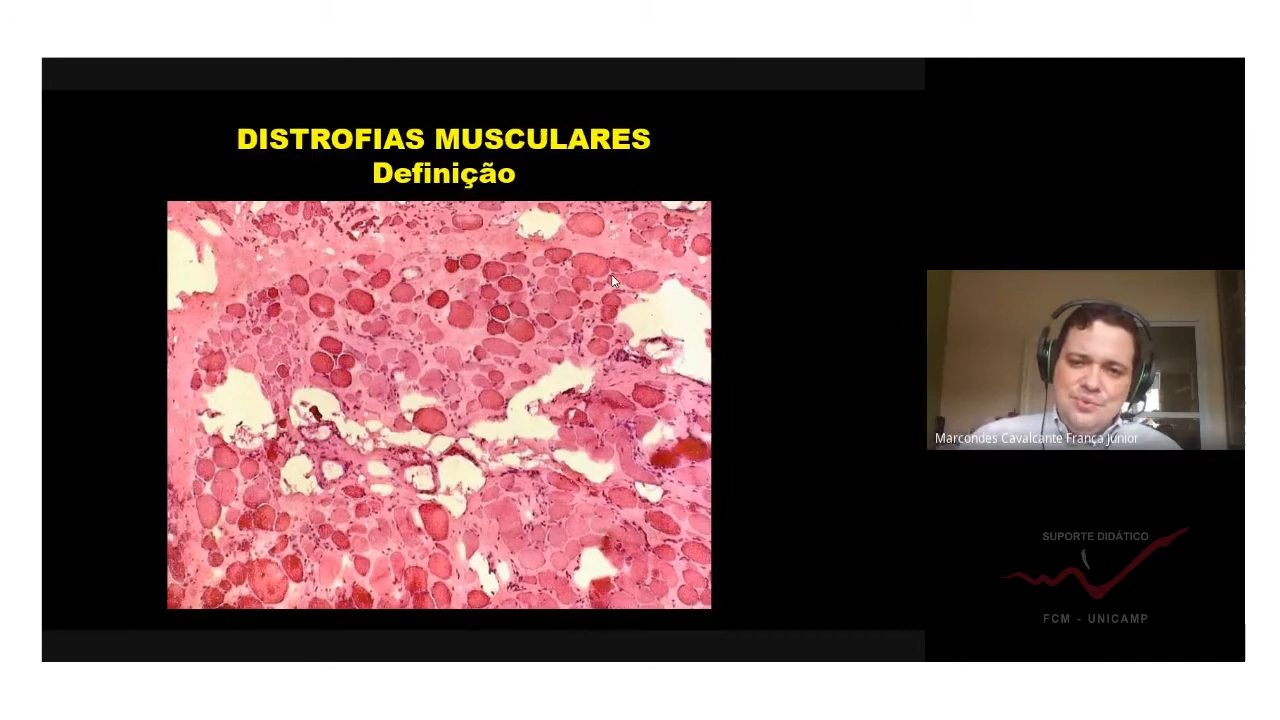 DISTROFIAS MUSCULARES
Definição
Marcondes Cavalcante França Júnior
SUPORTE DIDÁTICO
FCM - UNICAMP